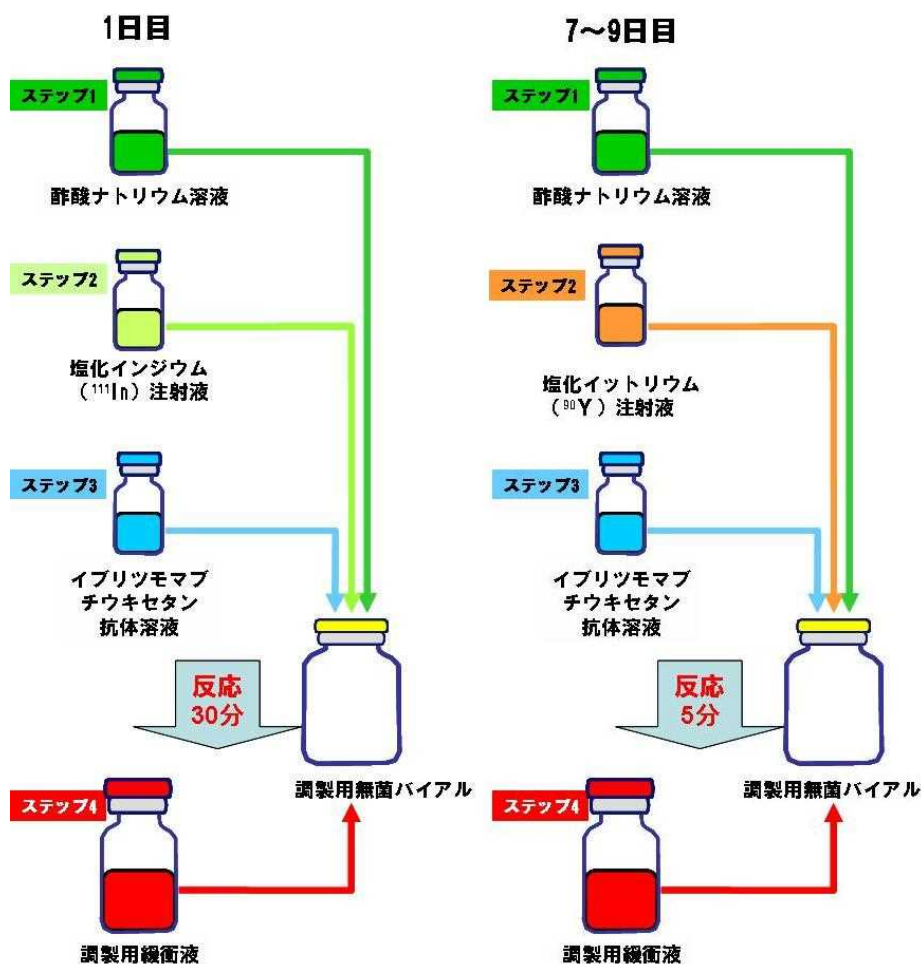 1日目
ステップ1
酢酸ナトリウム溶液
ステップ2
塩化インジウム
（¹¹¹In）注射液
ステップ3
イブリツモマブ
チウキセタン
抗体溶液
反応
30分
調製用無菌バイアル
ステップ4
調製用緩衝液
7～9日目
ステップ1
酢酸ナトリウム溶液
ステップ2
塩化イットリウム
（⁹⁰Y）注射液
ステップ3
イブリツモマブ
チウキセタン
抗体溶液
反応
5分
調製用無菌バイアル
ステップ4
調製用緩衝液